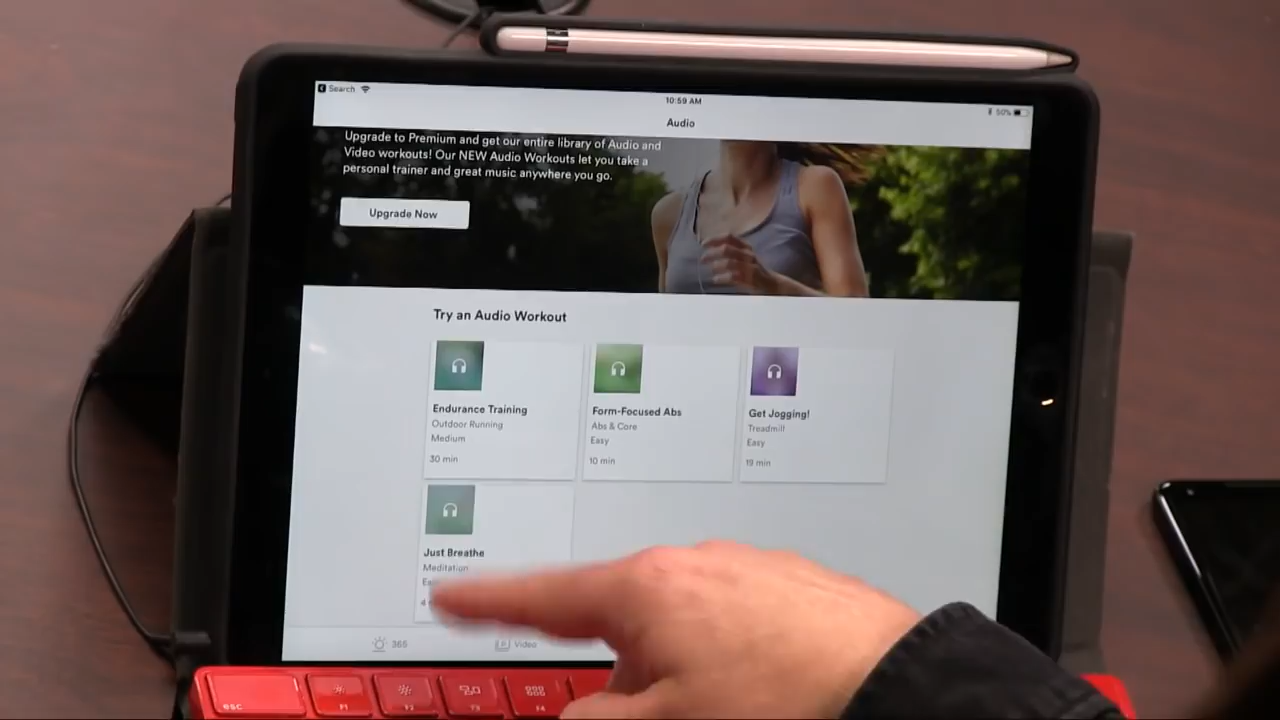 Search
10:59 AM
50%
Audio
Upgrade to Premium and get our entire library of Audio and
Video workouts! Our NEW Audio Workouts let you take a
personal trainer and great music anywhere you go.
Upgrade Now
Try an Audio Workout
Endurance Training
Outdoor Running
Medium
30 min
Form-Focused Abs
Abs & Core
Easy
10 min
Get Jogging!
Treadmill
Easy
19 min
Just Breathe
Meditation
365
Video
esc
F1
F2
F3
F4